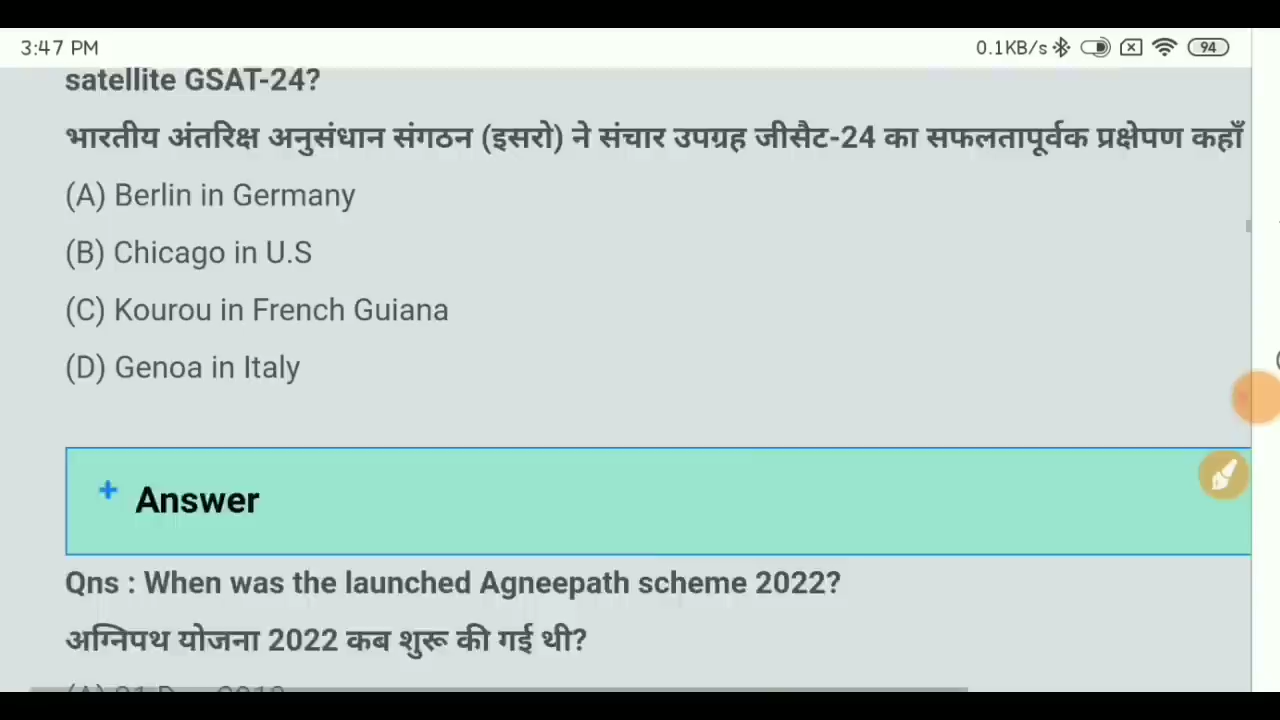 3:47 PM
0.1KB/s
94
satellite GSAT-24?
भारतीय अंतरिक्ष अनुसंधान संगठन (इसरो) ने संचार उपग्रह जीसैट-24 का सफलतापूर्वक प्रक्षेपण कहाँ
(A) Berlin in Germany
(B) Chicago in U.S
(C) Kourou in French Guiana
(D) Genoa in Italy
+ Answer
Qns : When was the launched Agneepath scheme 2022?
अग्निपथ योजना 2022 कब शुरू की गई थी?